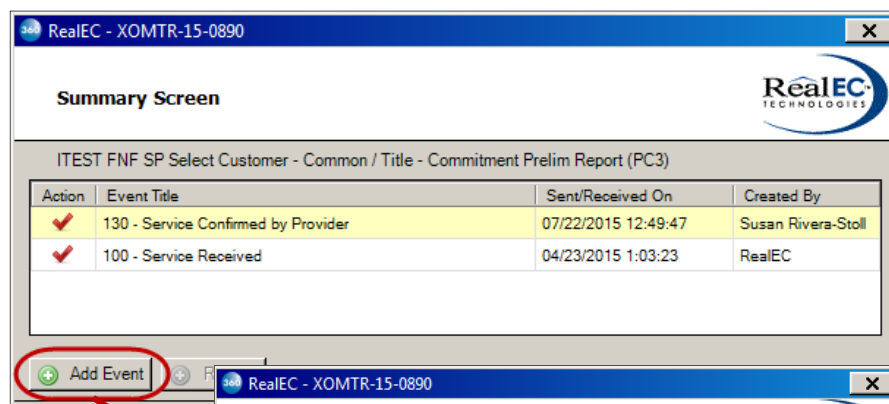 360 RealEC - XOMTR-15-0890
RealEC
TECHNOLOGIES
Summary Screen
ITEST FNF SP Select Customer - Common / Title - Commitment Prelim Report (PC3)
Action Event Title Sent/Received On Created By
130 - Service Confirmed by Provider 07/22/2015 12:49:47 Susan Rivera-Stoll
100 - Service Received 04/23/2015 1:03:23 RealEC
Add Event
360 RealEC - XOMTR-15-0890